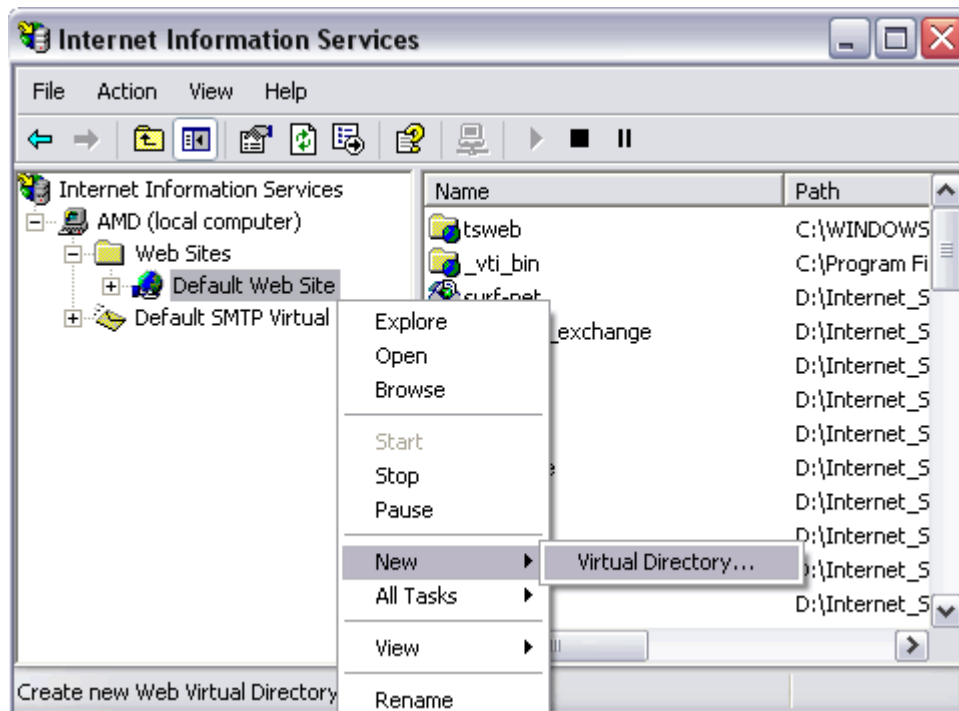 Internet Information Services
File Action View Help
Internet Information Services
AMD (local computer)
Web Sites
Default Web Site
Default SMTP Virtual
Name Path
tsweb C:\WINDOWS
_vti_bin C:\Program Fi
surf-net D:\Internet_S
_exchange D:\Internet_S
D:\Internet_S
D:\Internet_S
D:\Internet_S
D:\Internet_S
D:\Internet_S
D:\Internet_S
:\Internet_S
D:\Internet_S
Explore
Open
Browse
Start
Stop
Pause
New
Virtual Directory...
All Tasks
View
Rename
Create new Web Virtual Directory